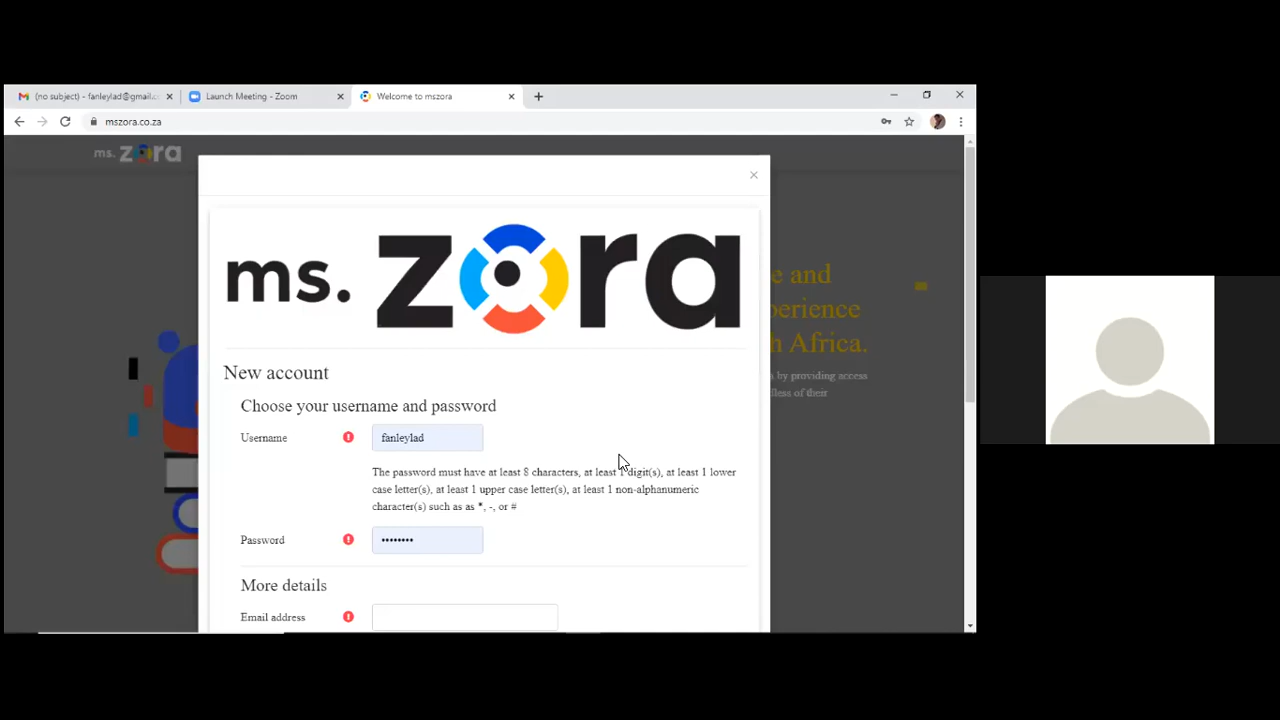 (no subject) - fanleylad@gmail.c
Launch Meeting - Zoom
Welcome to mszora
mszora.co.za
ms. zora
ms. zora
e and
perience
h Africa.
by providing access
lless of their
New account
Choose your username and password
Username
fanleylad
The password must have at least 8 characters, at least 1 digit(s), at least 1 lower
case letter(s), at least 1 upper case letter(s), at least 1 non-alphanumeric
character(s) such as as *, -, or #
Password
••••••••
More details
Email address